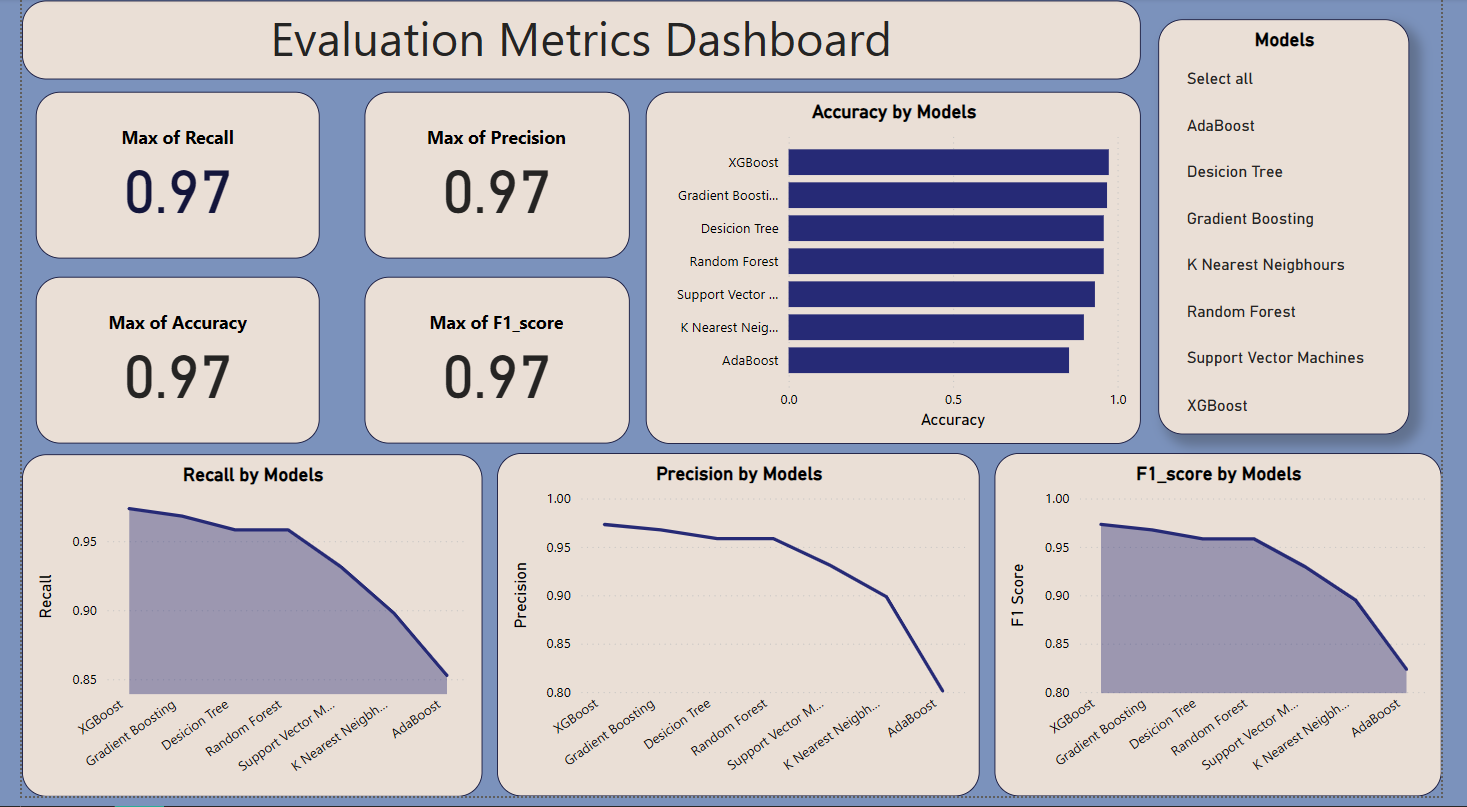 Evaluation Metrics Dashboard
Models
Select all
AdaBoost
Desicion Tree
Gradient Boosting
K Nearest Neigbhours
Random Forest
Support Vector Machines
XGBoost
Max of Recall
0.97
Max of Precision
0.97
Max of Accuracy
0.97
Max of F1_score
0.97
Accuracy by Models
XGBoost
Gradient Boosti...
Desicion Tree
Random Forest
Support Vector ...
K Nearest Neig...
AdaBoost
0.0 0.5 1.0
Accuracy
Recall by Models
Recall
0.95
0.90
0.85
XGBoost
Gradient Boosting
Desicion Tree
Random Forest
Support Vector M...
K Nearest Neigbh...
AdaBoost
Precision by Models
Precision
1.00
0.95
0.90
0.85
0.80
XGBoost
Gradient Boosting
Desicion Tree
Random Forest
Support Vector M...
K Nearest Neigbh...
AdaBoost
F1_score by Models
F1 Score
1.00
0.95
0.90
0.85
0.80
XGBoost
Gradient Boosting
Desicion Tree
Random Forest
Support Vector M...
K Nearest Neigbh...
AdaBoost